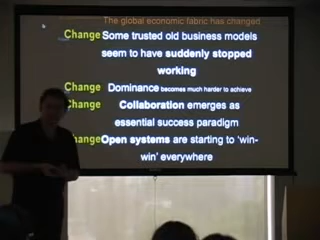 The global economic fabric has changed
Change Some trusted old business models
seem to have suddenly stopped
working
Change Dominance becomes much harder to achieve
Change Collaboration emerges as
essential success paradigm
Change Open systems are starting to 'win-
win' everywhere